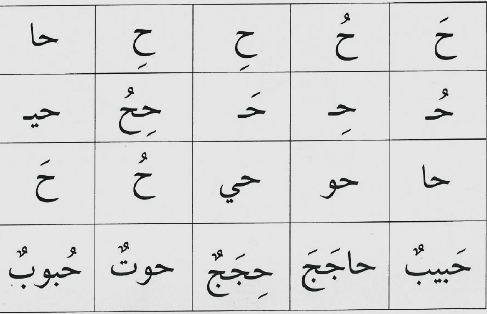 حَ حُ حِ حِ حا
حُـ حِـ حَـ حِحُ حيـ
حا حو حي حُ حَ
حَبيبٌ حاجَجَ حِجَجٌ حوتٌ حُبوبٌ